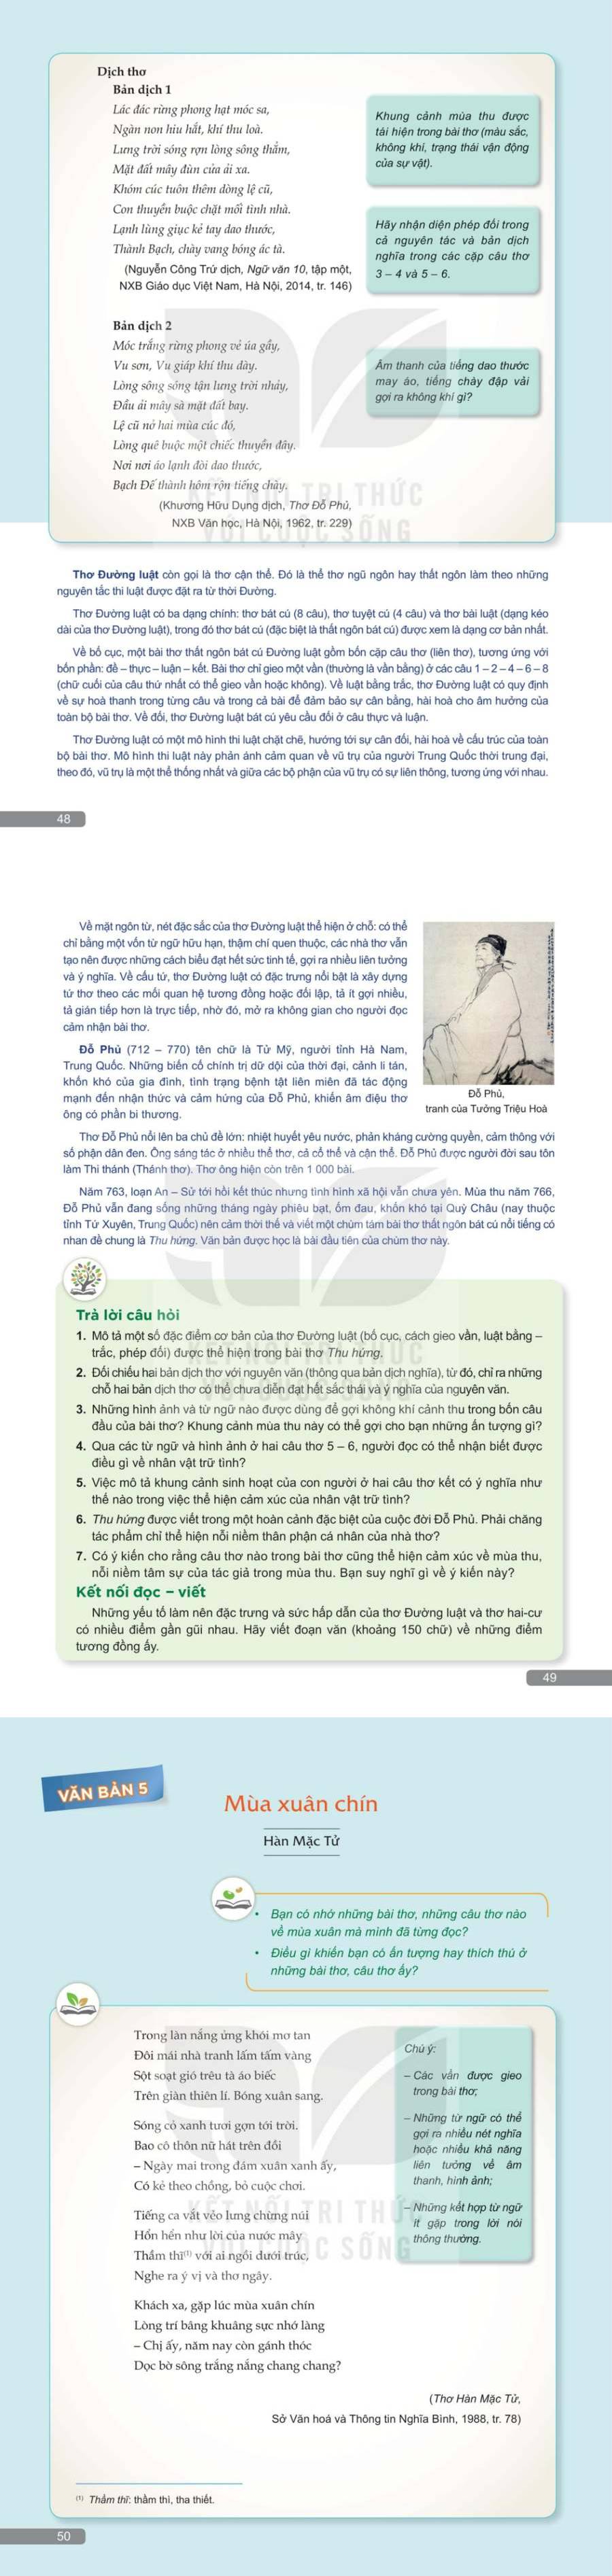 Dịch thơ
Bản dịch 1
Lác đác rừng phong hạt móc sa,
Ngàn non hiu hắt, khí thu loà.
Lưng trời sóng rợn lòng sông thẳm,
Mặt đất mây đùn cửa ải xa.
Khóm cúc tuôn thêm dòng lệ cũ,
Con thuyền buộc chặt mối tình nhà.
Lạnh lùng giục kẻ tay dao thước,
Thành Bạch, chày vang bóng ác tà.
(Nguyễn Công Trứ dịch, Ngữ văn 10, tập một,
NXB Giáo dục Việt Nam, Hà Nội, 2014, tr. 146)
Khung cảnh mùa thu được
tái hiện trong bài thơ (màu sắc,
không khí, trạng thái vận động
của sự vật).
Hãy nhận diện phép đối trong
cả nguyên tác và bản dịch
nghĩa trong các cặp câu thơ
3 – 4 và 5 – 6.
Bản dịch 2
Móc trắng rừng phong vẻ úa gầy,
Vu sơn, Vu giáp khí thu dày.
Lòng sông sóng tận lưng trời nhảy,
Đầu ải mây sà mặt đất bay.
Lệ cũ nở hai mùa cúc đó,
Lòng quê buộc một chiếc thuyền đây.
Nơi nơi áo lạnh đòi dao thước,
Bạch Đế thành hôm rộn tiếng chày.
(Khương Hữu Dụng dịch, Thơ Đỗ Phủ,
NXB Văn học, Hà Nội, 1962, tr. 229)
Âm thanh của tiếng dao thước
may áo, tiếng chày đập vải
gợi ra không khí gì?
KẾT NỐI TRI THỨC
VỚI CUỘC SỐNG
Thơ Đường luật còn gọi là thơ cận thể. Đó là thể thơ ngũ ngôn hay thất ngôn làm theo những
nguyên tắc thi luật được đặt ra từ thời Đường.
Thơ Đường luật có ba dạng chính: thơ bát cú (8 câu), thơ tuyệt cú (4 câu) và thơ bài luật (dạng kéo
dài của thơ Đường luật), trong đó thơ bát cú (đặc biệt là thất ngôn bát cú) được xem là dạng cơ bản nhất.
Về bố cục, một bài thơ thất ngôn bát cú Đường luật gồm bốn cặp câu thơ (liên thơ), tương ứng với
bốn phần: đề – thực – luận – kết. Bài thơ chỉ gieo một vần (thường là vần bằng) ở các câu 1 – 2 – 4 – 6 – 8
(chữ cuối của câu thứ nhất có thể gieo vần hoặc không). Về luật bằng trắc, thơ Đường luật có quy định
về sự hoà thanh trong từng câu và trong cả bài để đảm bảo sự cân bằng, hài hoà cho âm hưởng của
toàn bộ bài thơ. Về đối, thơ Đường luật bát cú yêu cầu đối ở câu thực và luận.
Thơ Đường luật có một mô hình thi luật chặt chẽ, hướng tới sự cân đối, hài hoà về cấu trúc của toàn
bộ bài thơ. Mô hình thi luật này phản ánh cảm quan về vũ trụ của người Trung Quốc thời trung đại,
theo đó, vũ trụ là một thể thống nhất và giữa các bộ phận của vũ trụ có sự liên thông, tương ứng với nhau.
48
Về mặt ngôn từ, nét đặc sắc của thơ Đường luật thể hiện ở chỗ: có thể
chỉ bằng một vốn từ ngữ hữu hạn, thậm chí quen thuộc, các nhà thơ vẫn
tạo nên được những cách biểu đạt hết sức tinh tế, gợi ra nhiều liên tưởng
và ý nghĩa. Về cấu tứ, thơ Đường luật có đặc trưng nổi bật là xây dựng
tứ thơ theo các mối quan hệ tương đồng hoặc đối lập, tả ít gợi nhiều,
tả gián tiếp hơn là trực tiếp, nhờ đó, mở ra không gian cho người đọc
cảm nhận bài thơ.
Đỗ Phủ (712 – 770) tên chữ là Tử Mỹ, người tỉnh Hà Nam,
Trung Quốc. Những biến cố chính trị dữ dội của thời đại, cảnh li tán,
khốn khó của gia đình, tình trạng bệnh tật liên miên đã tác động
mạnh đến nhận thức và cảm hứng của Đỗ Phủ, khiến âm điệu thơ
ông có phần bi thương.
Đỗ Phủ,
tranh của Tưởng Triệu Hoà
Thơ Đỗ Phủ nổi lên ba chủ đề lớn: nhiệt huyết yêu nước, phản kháng cường quyền, cảm thông với
số phận dân đen. Ông sáng tác ở nhiều thể thơ, cả cổ thể và cận thể. Đỗ Phủ được người đời sau tôn
làm Thi thánh (Thánh thơ). Thơ ông hiện còn trên 1 000 bài.
Năm 763, loạn An – Sử tới hồi kết thúc nhưng tình hình xã hội vẫn chưa yên. Mùa thu năm 766,
Đỗ Phủ vẫn đang sống những tháng ngày phiêu bạt, ốm đau, khốn khó tại Quỳ Châu (nay thuộc
tỉnh Tứ Xuyên, Trung Quốc) nên cảm thời thế và viết một chùm tám bài thơ thất ngôn bát cú nổi tiếng có
nhan đề chung là Thu hứng. Văn bản được học là bài đầu tiên của chùm thơ này.
Trả lời câu hỏi
1. Mô tả một số đặc điểm cơ bản của thơ Đường luật (bố cục, cách gieo vần, luật bằng –
trắc, phép đối) được thể hiện trong bài thơ Thu hứng.
2. Đối chiếu hai bản dịch thơ với nguyên văn (thông qua bản dịch nghĩa), từ đó, chỉ ra những
chỗ hai bản dịch thơ có thể chưa diễn đạt hết sắc thái và ý nghĩa của nguyên văn.
3. Những hình ảnh và từ ngữ nào được dùng để gợi không khí cảnh thu trong bốn câu
đầu của bài thơ? Khung cảnh mùa thu này có thể gợi cho bạn những ấn tượng gì?
4. Qua các từ ngữ và hình ảnh ở hai câu thơ 5 – 6, người đọc có thể nhận biết được
điều gì về nhân vật trữ tình?
5. Việc mô tả khung cảnh sinh hoạt của con người ở hai câu thơ kết có ý nghĩa như
thế nào trong việc thể hiện cảm xúc của nhân vật trữ tình?
6. Thu hứng được viết trong một hoàn cảnh đặc biệt của cuộc đời Đỗ Phủ. Phải chăng
tác phẩm chỉ thể hiện nỗi niềm thân phận cá nhân của nhà thơ?
7. Có ý kiến cho rằng câu thơ nào trong bài thơ cũng thể hiện cảm xúc về mùa thu,
nỗi niềm tâm sự của tác giả trong mùa thu. Bạn suy nghĩ gì về ý kiến này?
KẾT NỐI TRI THỨC
VỚI CUỘC SỐNG
Kết nối đọc – viết
Những yếu tố làm nên đặc trưng và sức hấp dẫn của thơ Đường luật và thơ hai-cư
có nhiều điểm gần gũi nhau. Hãy viết đoạn văn (khoảng 150 chữ) về những điểm
tương đồng ấy.
49
VĂN BẢN 5
Mùa xuân chín
Hàn Mặc Tử
• Bạn có nhớ những bài thơ, những câu thơ nào
về mùa xuân mà mình đã từng đọc?
• Điều gì khiến bạn có ấn tượng hay thích thú ở
những bài thơ, câu thơ ấy?
Trong làn nắng ửng khói mơ tan
Đôi mái nhà tranh lấm tấm vàng
Sột soạt gió trêu tà áo biếc
Trên giàn thiên lí. Bóng xuân sang.
Sóng cỏ xanh tươi gợn tới trời.
Bao cô thôn nữ hát trên đồi
– Ngày mai trong đám xuân xanh ấy,
Có kẻ theo chồng, bỏ cuộc chơi.
Tiếng ca vắt vẻo lưng chừng núi
Hổn hển như lời của nước mây
Thầm thĩ(1) với ai ngồi dưới trúc,
Nghe ra ý vị và thơ ngây.
Khách xa, gặp lúc mùa xuân chín
Lòng trí bâng khuâng sực nhớ làng
– Chị ấy, năm nay còn gánh thóc
Dọc bờ sông trắng nắng chang chang?
Chú ý:
– Các vần được gieo
trong bài thơ;
– Những từ ngữ có thể
gợi ra nhiều nét nghĩa
hoặc nhiều khả năng
liên tưởng về âm
thanh, hình ảnh;
– Những kết hợp từ ngữ
ít gặp trong lời nói
thông thường.
KẾT NỐI TRI THỨC
VỚI CUỘC SỐNG
(Thơ Hàn Mặc Tử,
Sở Văn hoá và Thông tin Nghĩa Bình, 1988, tr. 78)
(1) Thầm thĩ: thầm thì, tha thiết.
50